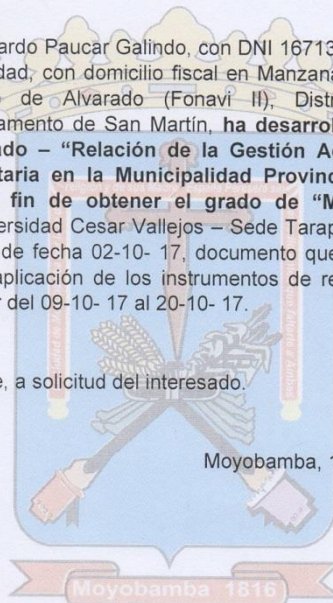 ardo Paucar Galindo, con DNI 16713
dad, con domicilio fiscal en Manzana
de Alvarado (Fonavi II), Distr
amento de San Martín, ha desarrol
ado – “Relación de la Gestión Ad
taria en la Municipalidad Provinc
fin de obtener el grado de “M
versidad Cesar Vallejos – Sede Tarap
de fecha 02-10- 17, documento que
aplicación de los instrumentos de re
r del 09-10- 17 al 20-10- 17.
e, a solicitud del interesado.
Moyobamba, 1
Moyobamba 1816